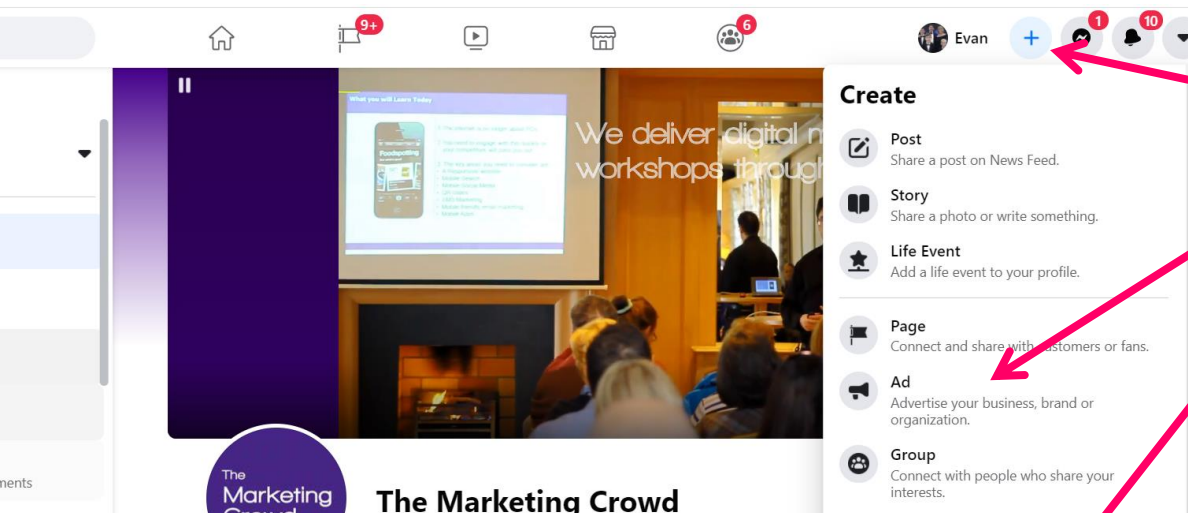 9+
6
Evan
1
10
What you will Learn Today
We deliver digital m
workshops through
Create
Post
Share a post on News Feed.
Story
Share a photo or write something.
Life Event
Add a life event to your profile.
Page
Connect and share with customers or fans.
Ad
Advertise your business, brand or
organization.
Group
Connect with people who share your
interests.
ments
The
Marketing
Crowd
The Marketing Crowd